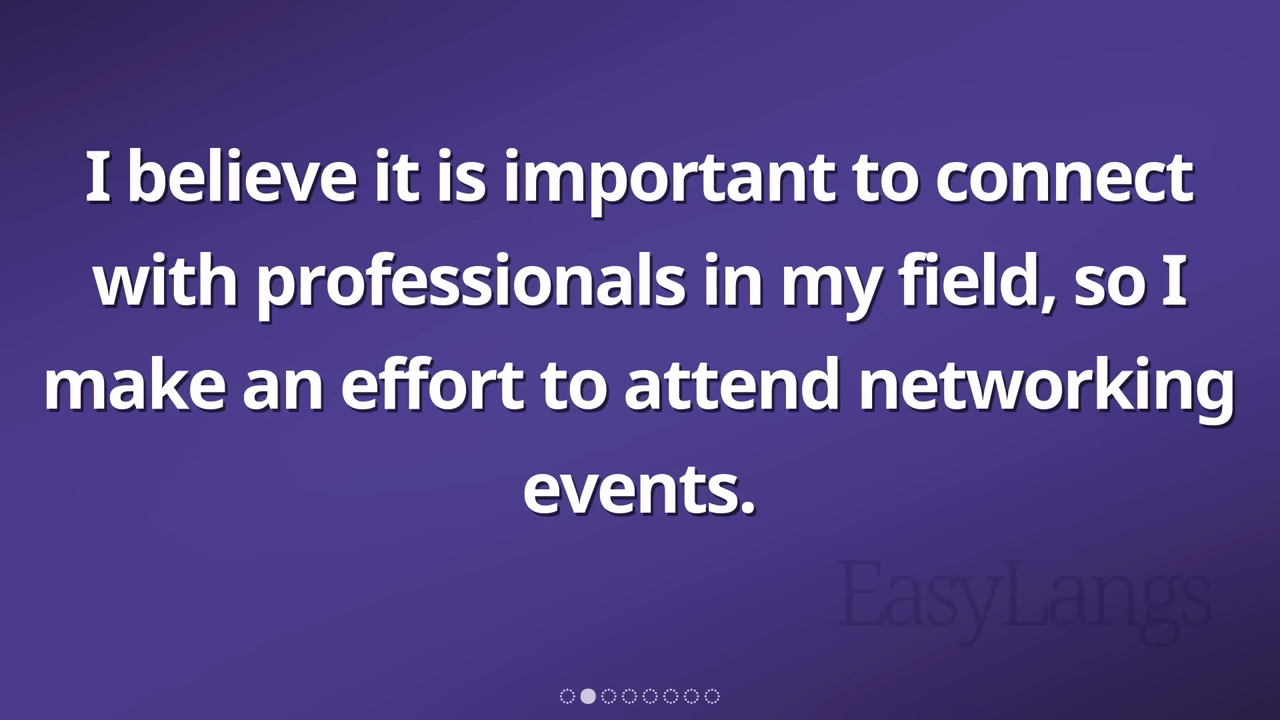 I believe it is important to connect
with professionals in my field, so I
make an effort to attend networking
events.
EasyLangs